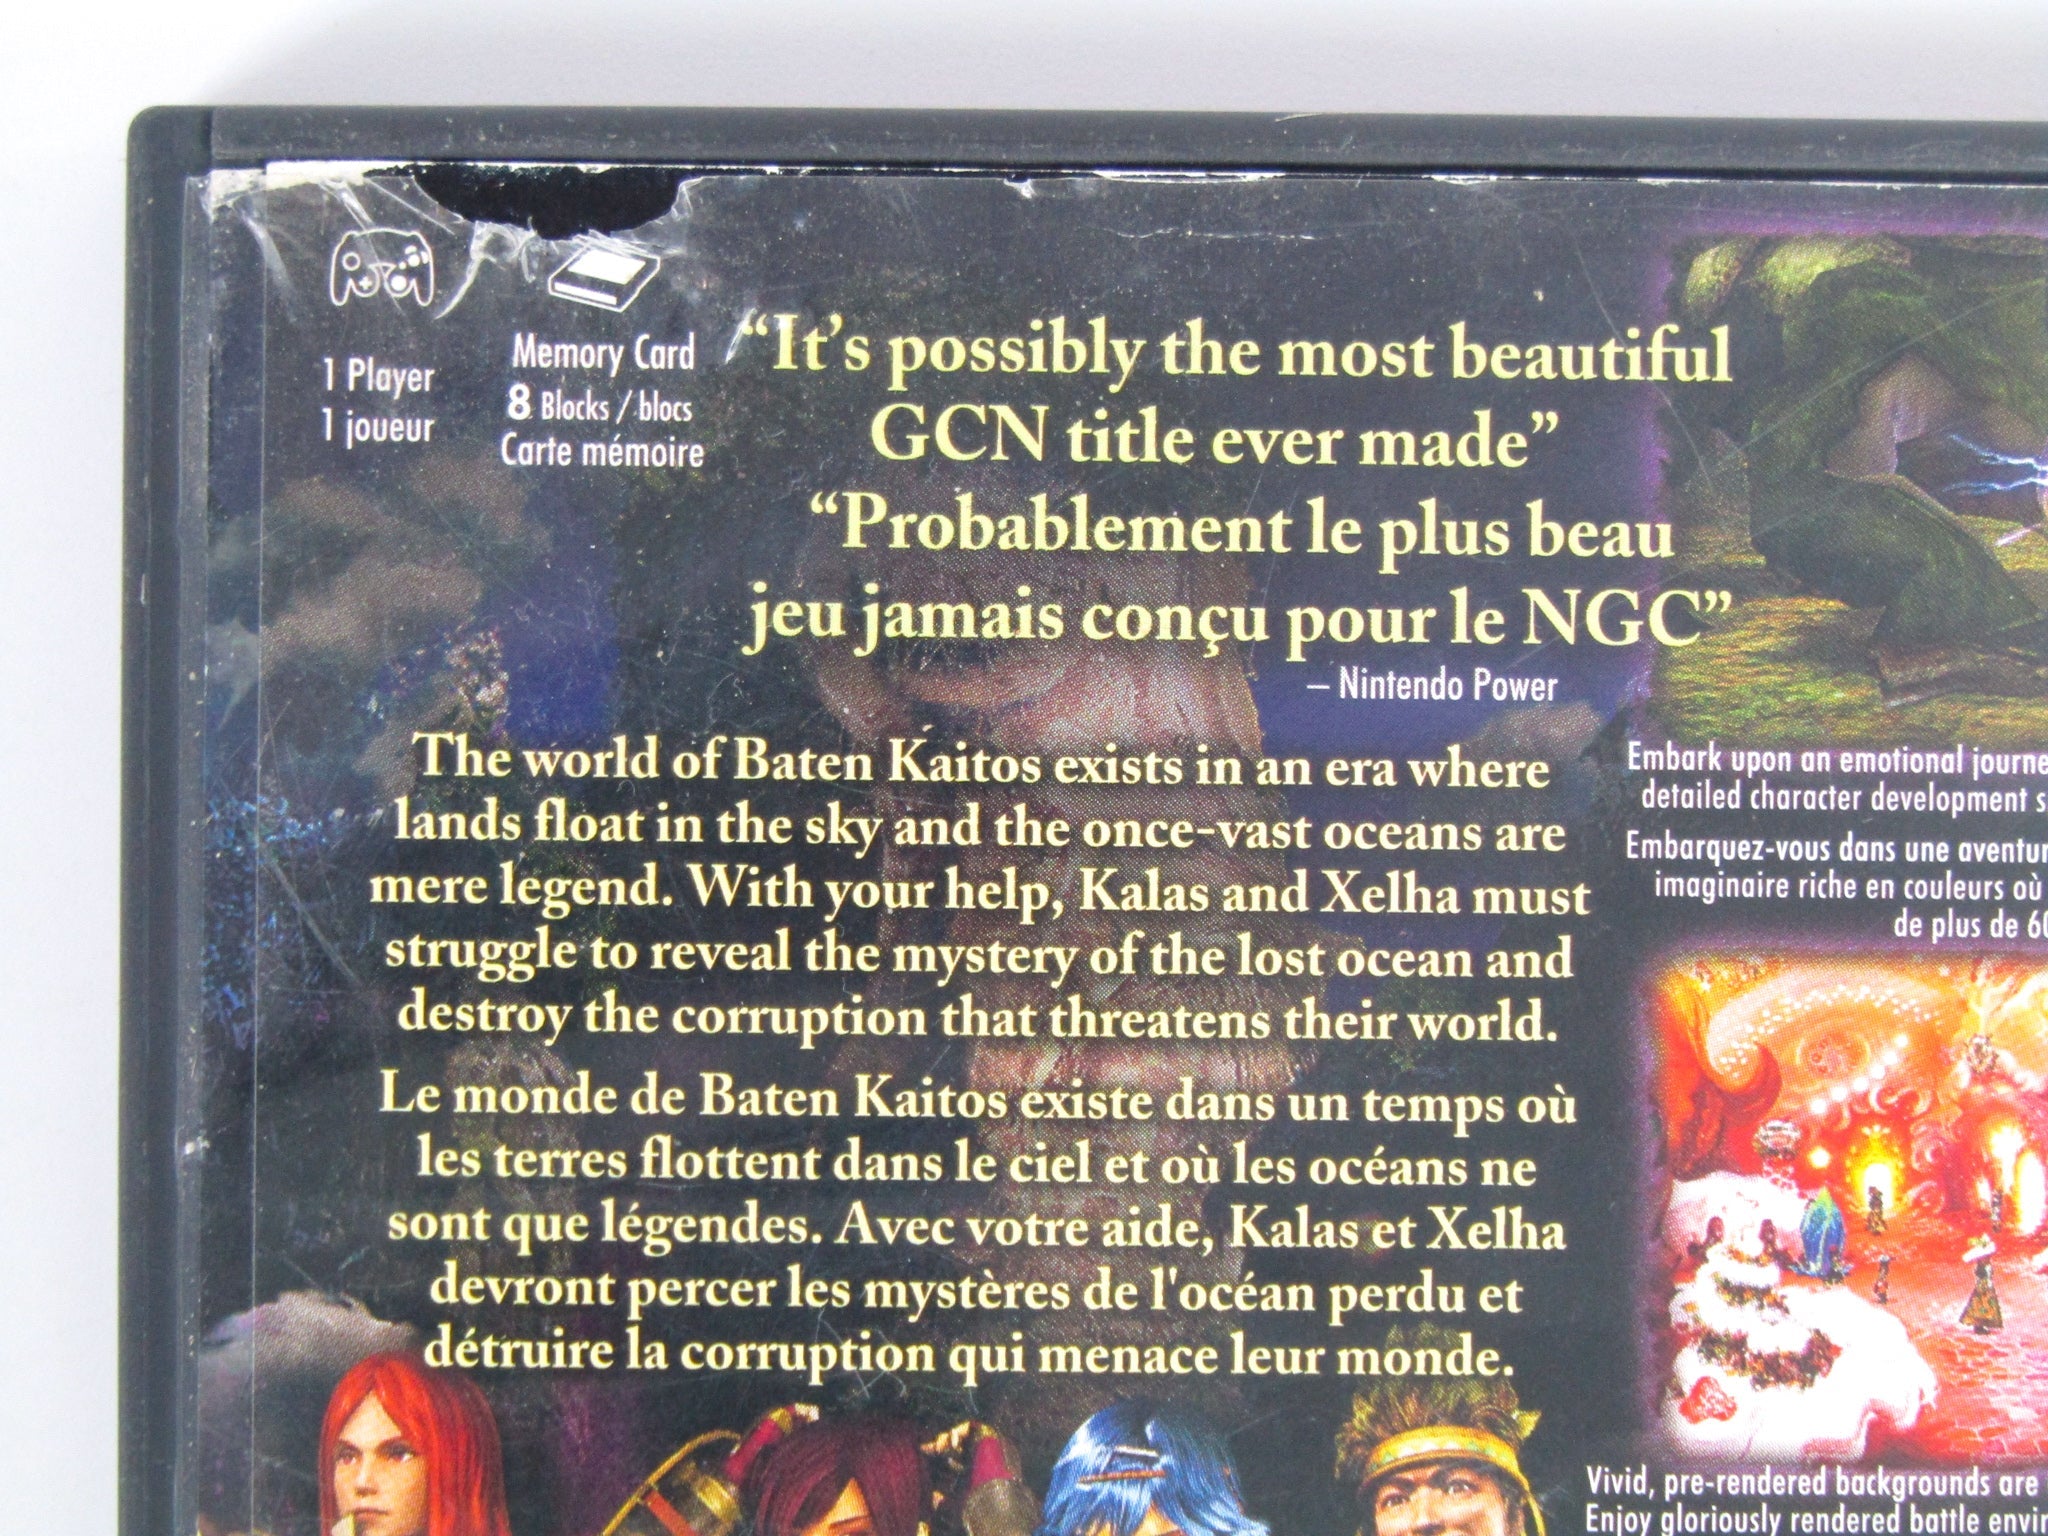 1 Player
1 joueur
Memory Card
8 Blocks / blocs
Carte mémoire
“It’s possibly the most beautiful
GCN title ever made”
“Probablement le plus beau
jeu jamais conçu pour le NGC”
– Nintendo Power
The world of Baten Kaitos exists in an era where
lands float in the sky and the once-vast oceans are
mere legend. With your help, Kalas and Xelha must
struggle to reveal the mystery of the lost ocean and
destroy the corruption that threatens their world.
Le monde de Baten Kaitos existe dans un temps où
les terres flottent dans le ciel et où les océans ne
sont que légendes. Avec votre aide, Kalas et Xelha
devront percer les mystères de l'océan perdu et
détruire la corruption qui menace leur monde.
Embark upon an emotional
detailed character development
Embarquez-vous dans une
imaginaire riche en couleurs où
de plus de
Vivid, pre-rendered backgrounds are
Enjoy gloriously rendered battle